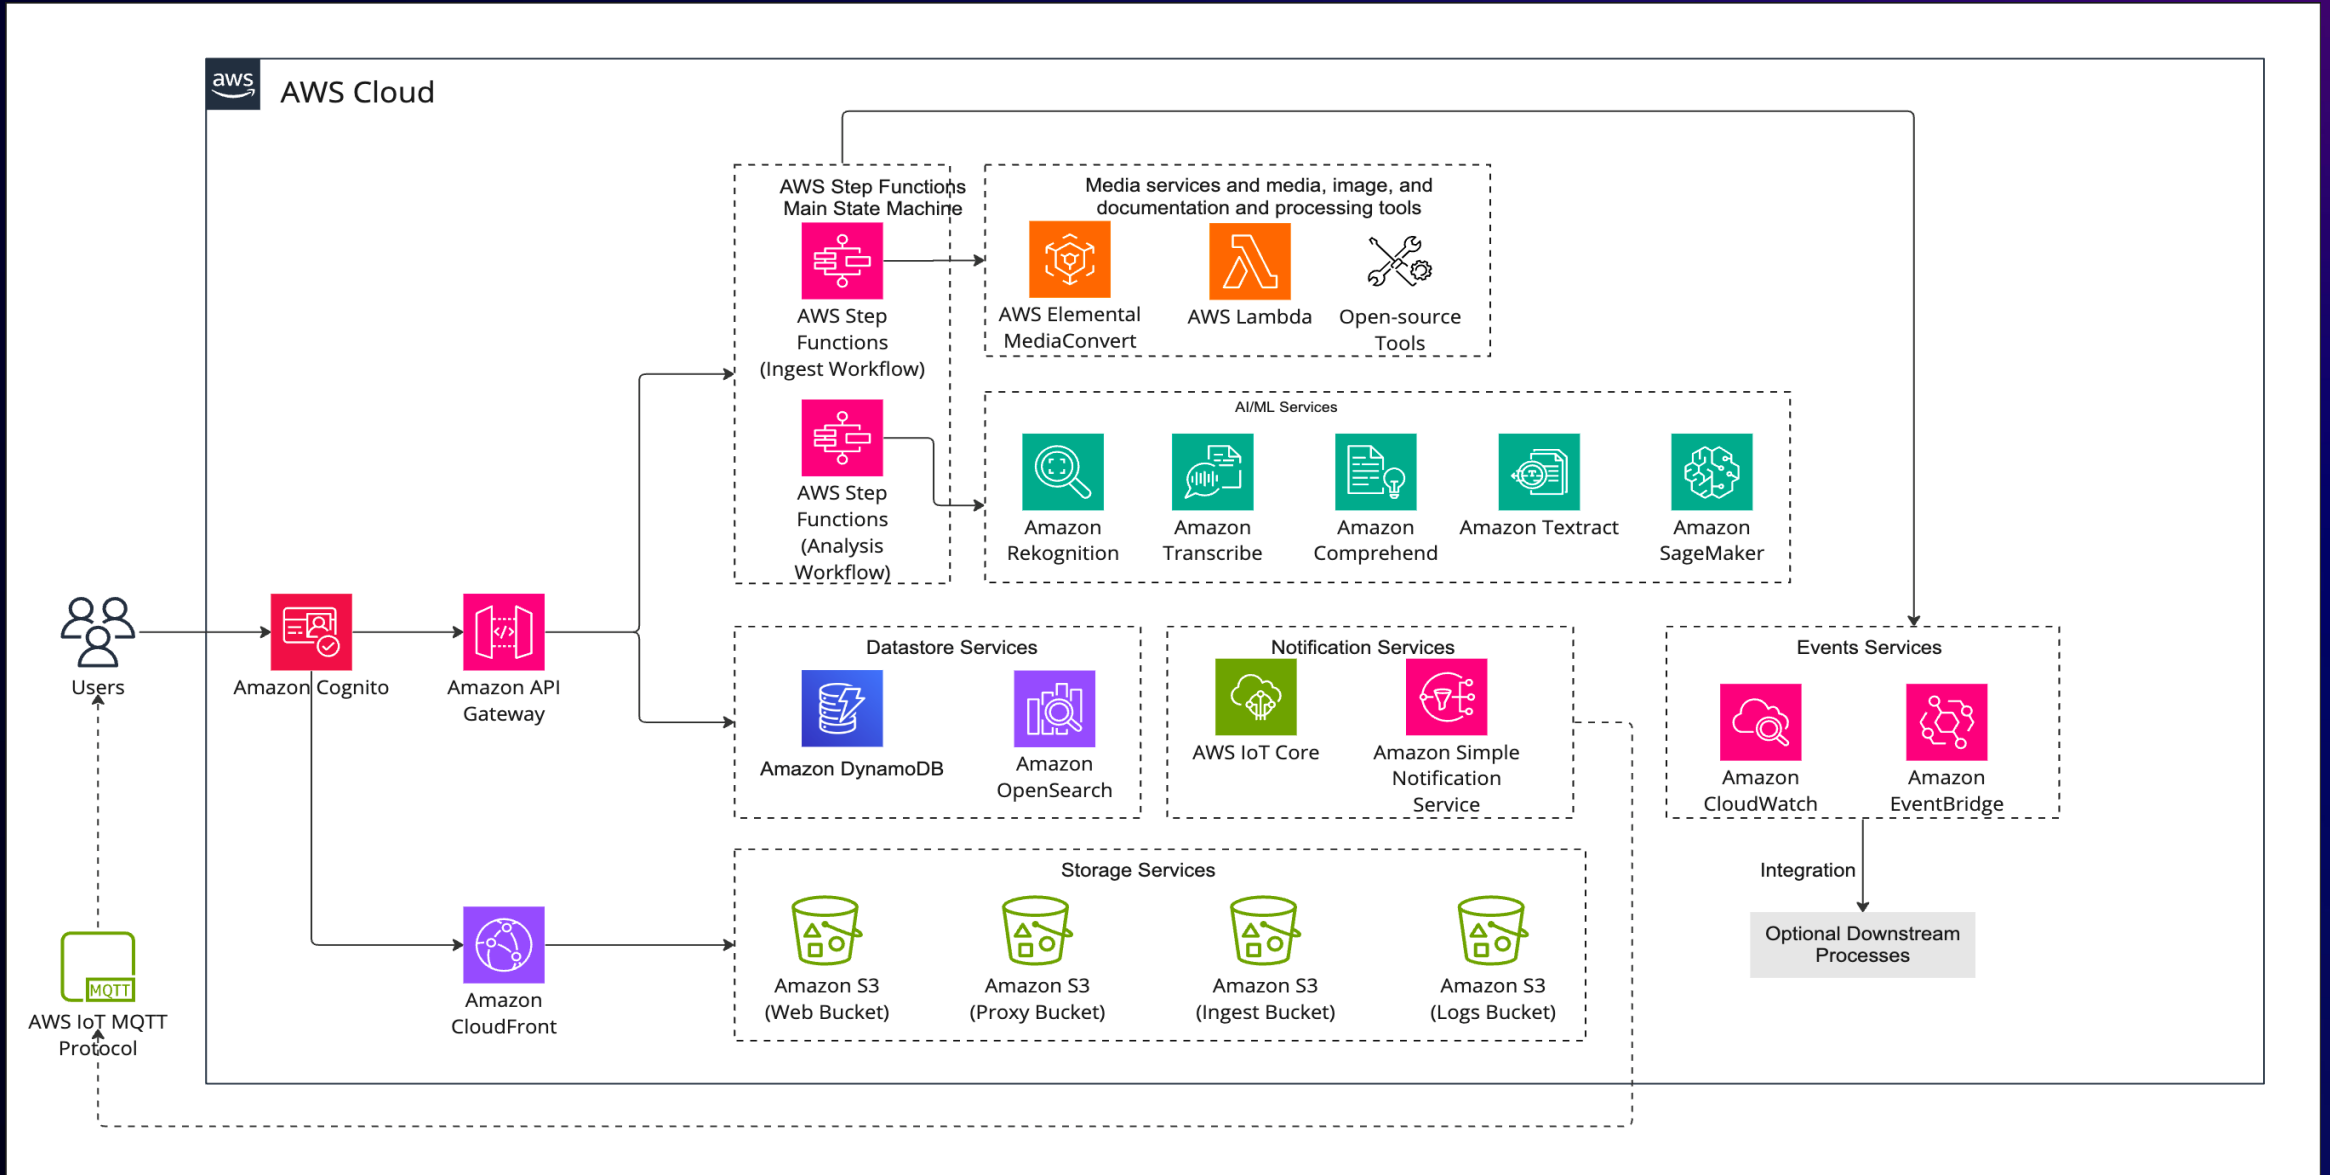 aws
AWS Cloud
AWS Step Functions
Main State Machine
AWS Step
Functions
(Ingest Workflow)
AWS Step
Functions
(Analysis
Workflow)
Media services and media, image, and
documentation and processing tools
AWS Elemental
MediaConvert
AWS Lambda
Open-source
Tools
AI/ML Services
Amazon
Rekognition
Amazon
Transcribe
Amazon
Comprehend
Amazon Textract
Amazon
SageMaker
Users
Amazon Cognito
Amazon API
Gateway
Datastore Services
Amazon DynamoDB
Amazon
OpenSearch
Notification Services
AWS IoT Core
Amazon Simple
Notification
Service
Events Services
Amazon
CloudWatch
Amazon
EventBridge
Integration
Optional Downstream
Processes
MQTT
AWS IoT MQTT
Protocol
Amazon
CloudFront
Storage Services
Amazon S3
(Web Bucket)
Amazon S3
(Proxy Bucket)
Amazon S3
(Ingest Bucket)
Amazon S3
(Logs Bucket)